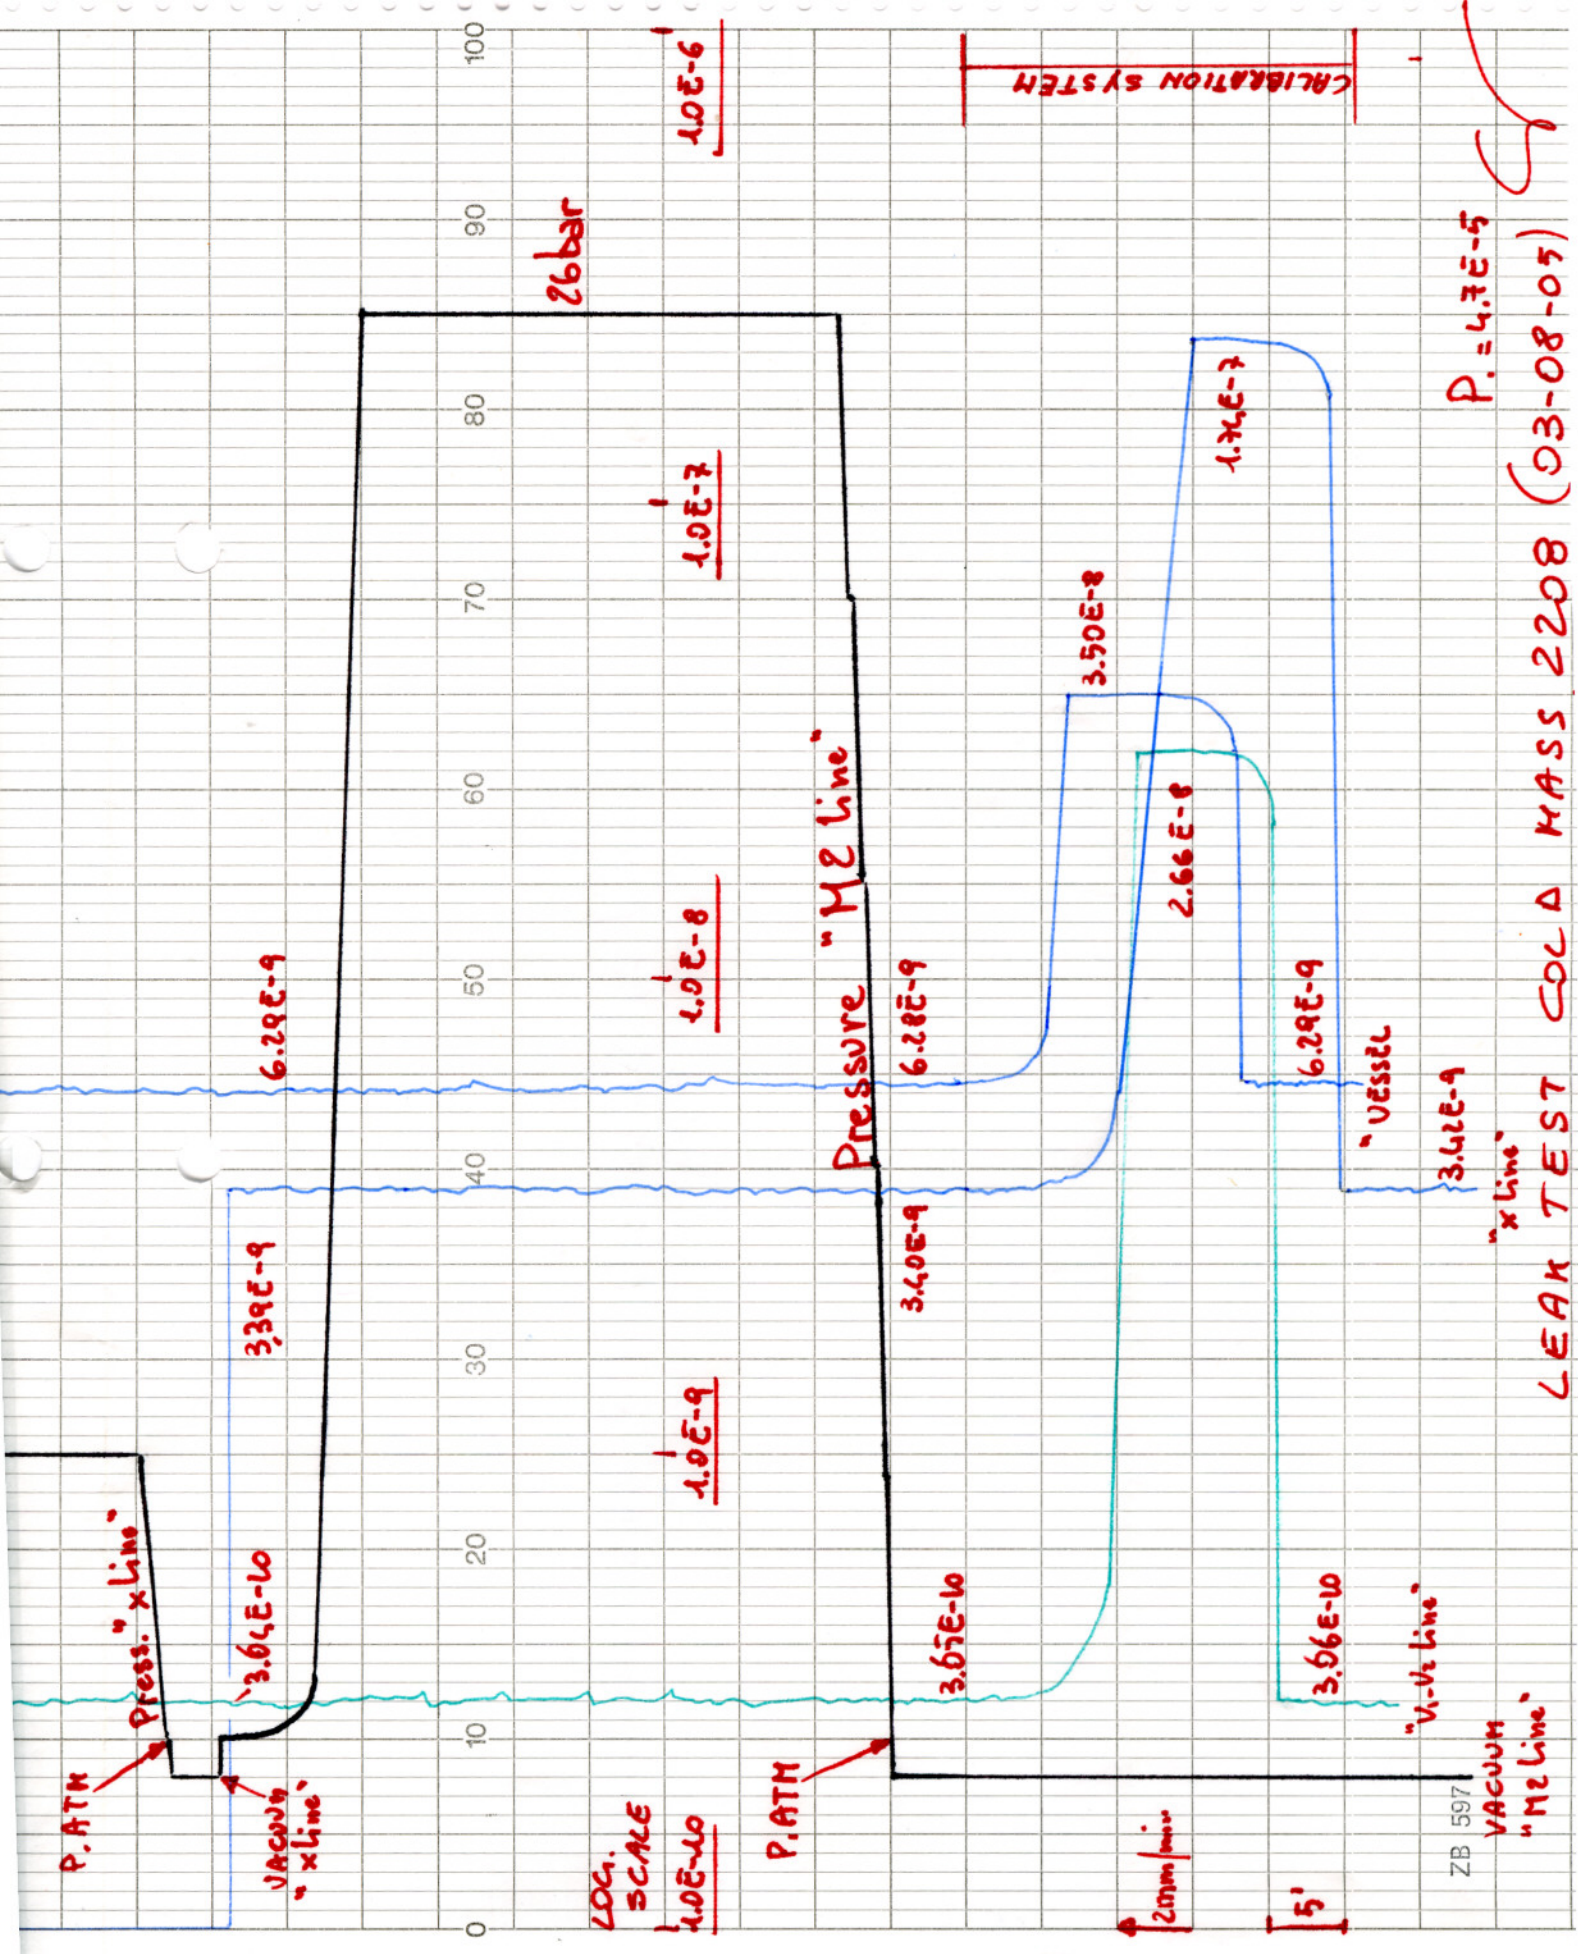 LEAK TEST COLD MASS 2208 (03-08-05)
P. = 4.7E-5
CALIBRATION SYSTEM
100
90
80
70
60
50
40
30
20
10
0
1.0E-6
1.0E-7
1.0E-8
1.0E-9
1.0E-10
LOG.
SCALE
26bar
Pressure "M2 line"
P.ATM
Press. "x line"
P.ATM
VACUUM
"x line"
6.29E-9
3,39E-9
3.64E-10
6.28E-9
3.40E-9
3.65E-10
3.50E-8
1.74E-7
2.66E-8
6.29E-9
"VESSEL
3.42E-9
"x line"
3.66E-10
"V1-V2 line"
2mm/min
5'
ZB 597
VACUUM
"M2 line"